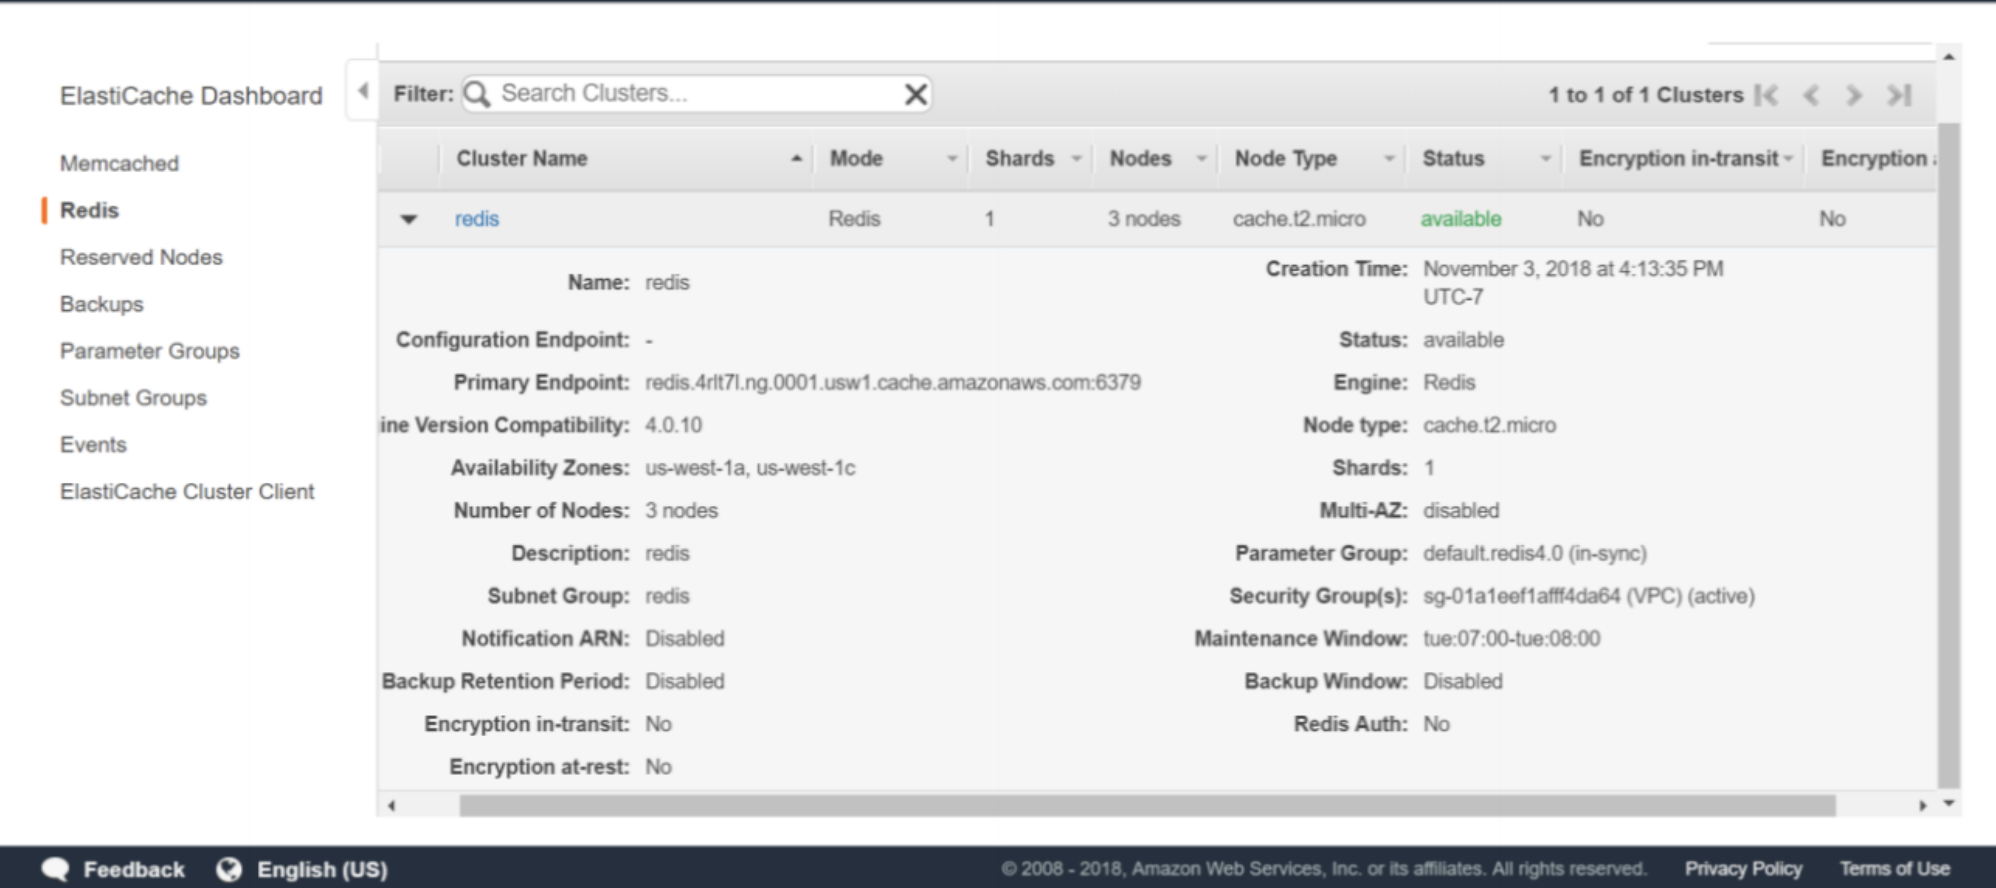 ElastiCache Dashboard
Memcached
Redis
Reserved Nodes
Backups
Parameter Groups
Subnet Groups
Events
ElastiCache Cluster Client
Filter: Search Clusters... 1 to 1 of 1 Clusters
Cluster Name Mode Shards Nodes Node Type Status Encryption in-transit Encryption
redis Redis 1 3 nodes cache.t2.micro available No No
Name: redis
Creation Time: November 3, 2018 at 4:13:35 PM
UTC-7
Configuration Endpoint: - Status: available
Primary Endpoint: redis.4rlt7l.ng.0001.usw1.cache.amazonaws.com:6379 Engine: Redis
ine Version Compatibility: 4.0.10 Node type: cache.t2.micro
Availability Zones: us-west-1a, us-west-1c Shards: 1
Number of Nodes: 3 nodes Multi-AZ: disabled
Description: redis Parameter Group: default.redis4.0 (in-sync)
Subnet Group: redis Security Group(s): sg-01a1eef1afff4da64 (VPC) (active)
Notification ARN: Disabled Maintenance Window: tue:07:00-tue:08:00
Backup Retention Period: Disabled Backup Window: Disabled
Encryption in-transit: No Redis Auth: No
Encryption at-rest: No
Feedback English (US) © 2008 - 2018, Amazon Web Services, Inc. or its affiliates. All rights reserved. Privacy Policy Terms of Use